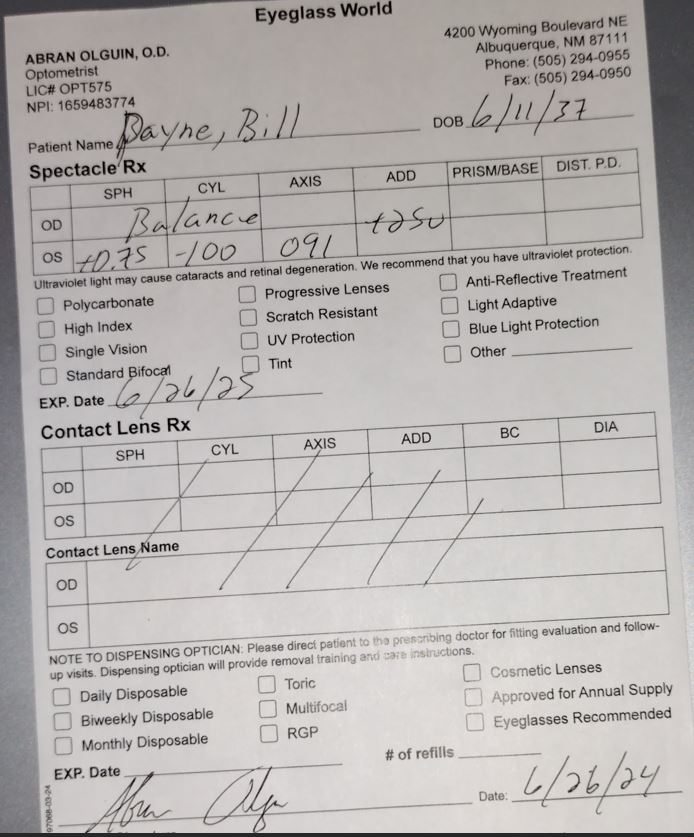 Eyeglass World
ABRAN OLGUIN, O.D.
Optometrist
LIC# OPT575
NPI: 1659483774
4200 Wyoming Boulevard NE
Albuquerque, NM 87111
Phone: (505) 294-0955
Fax: (505) 294-0950
Patient Name Bayne, Bill DOB 6/11/37
Spectacle Rx
SPH CYL AXIS ADD PRISM/BASE DIST. P.D.
OD Balance +250
OS +0.75 -100 091
Ultraviolet light may cause cataracts and retinal degeneration. We recommend that you have ultraviolet protection.
Polycarbonate Progressive Lenses Anti-Reflective Treatment
High Index Scratch Resistant Light Adaptive
Single Vision UV Protection Blue Light Protection
Standard Bifocal Tint Other
EXP. Date 6/26/25
Contact Lens Rx
SPH CYL AXIS ADD BC DIA
OD
OS
Contact Lens Name
OD
OS
NOTE TO DISPENSING OPTICIAN: Please direct patient to the prescribing doctor for fitting evaluation and follow-
up visits. Dispensing optician will provide removal training and care instructions.
Daily Disposable Toric Cosmetic Lenses
Biweekly Disposable Multifocal Approved for Annual Supply
Monthly Disposable RGP Eyeglasses Recommended
EXP. Date # of refills
Date: 6/26/24
97068-03-24